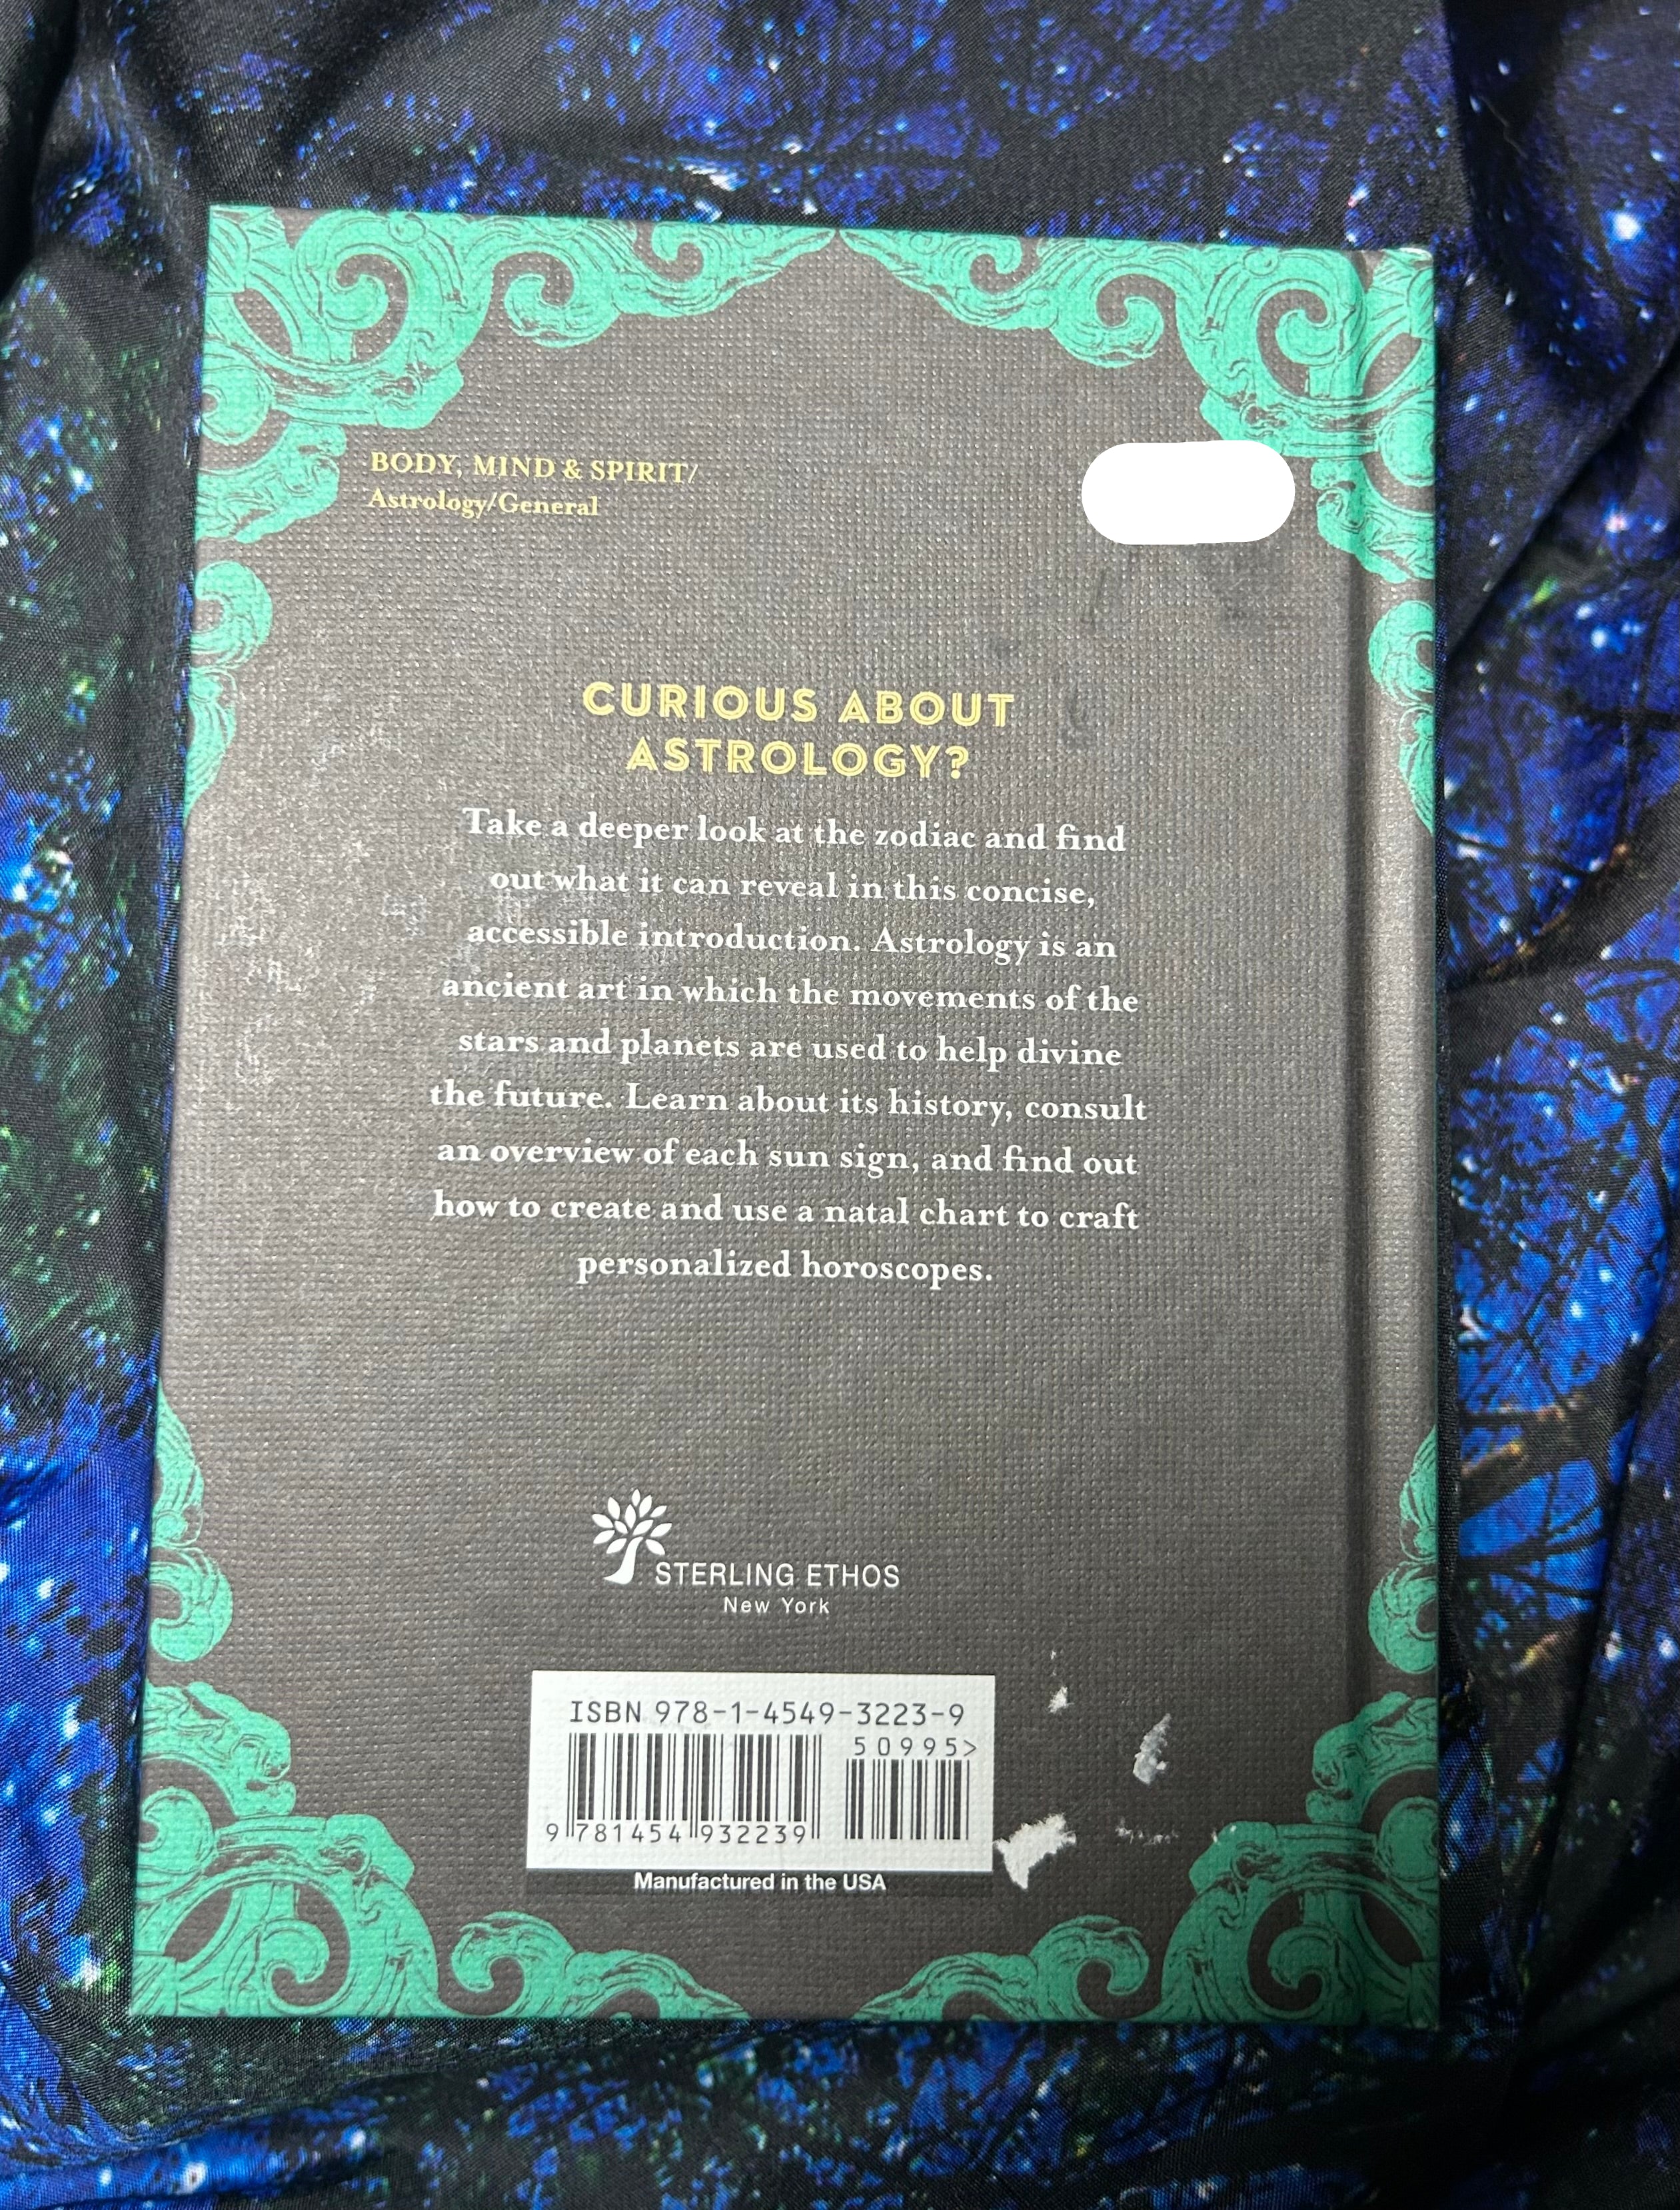 BODY, MIND & SPIRIT/
Astrology/General
CURIOUS ABOUT
ASTROLOGY?
Take a deeper look at the zodiac and find
out what it can reveal in this concise,
accessible introduction. Astrology is an
ancient art in which the movements of the
stars and planets are used to help divine
the future. Learn about its history, consult
an overview of each sun sign, and find out
how to create and use a natal chart to craft
personalized horoscopes.
STERLING ETHOS
New York
ISBN 978-1-4549-3223-9
50995>
9 781454 932239
Manufactured in the USA